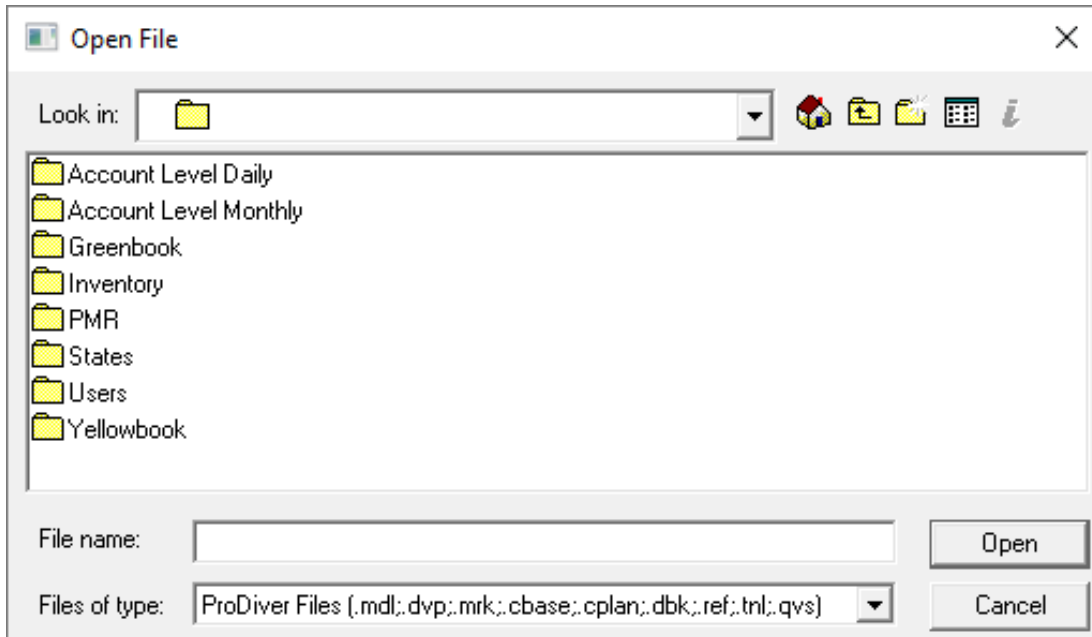 Open File
Look in:
Account Level Daily
Account Level Monthly
Greenbook
Inventory
PMR
States
Users
Yellowbook
File name:
Open
Files of type: ProDiver Files (.mdl;.dvp;.mrk;.cbase;.cplan;.dbk;.ref;.tnl;.qvs) Cancel